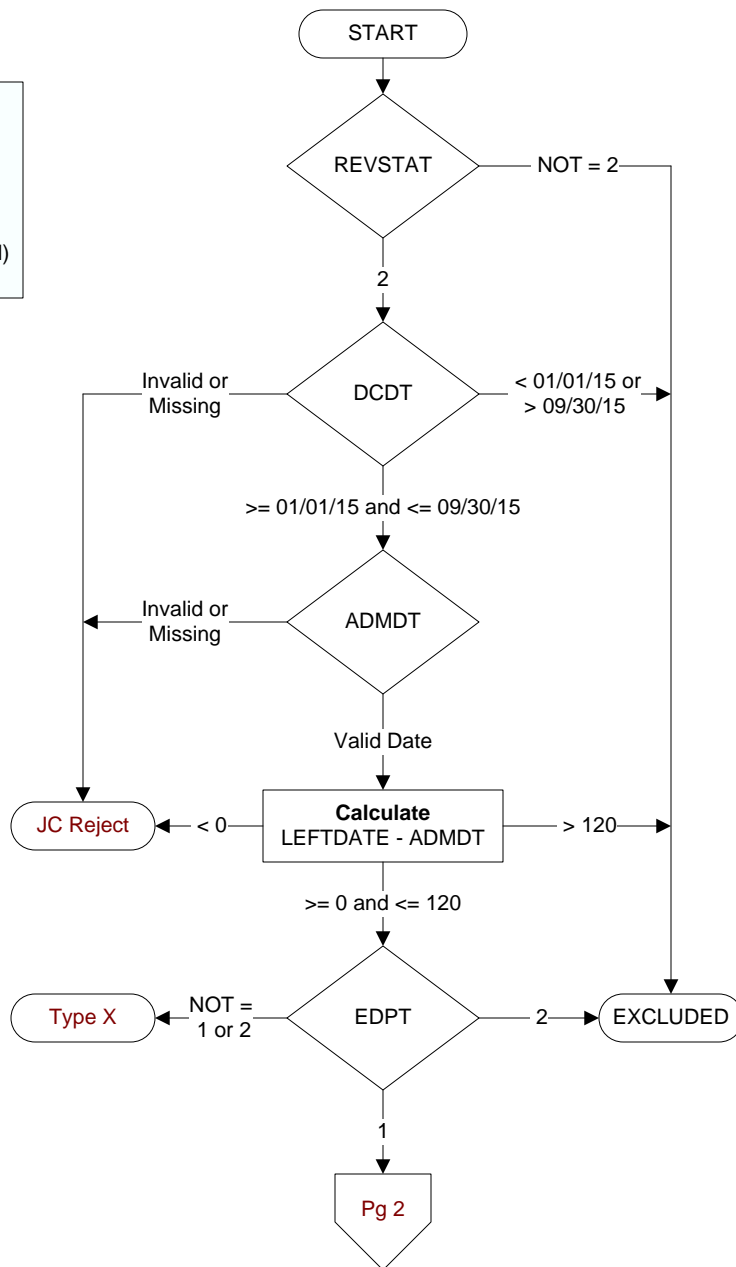 START
REVSTAT
NOT = 2
2
Invalid or
Missing
DCDT
< 01/01/15 or
> 09/30/15
>= 01/01/15 and <= 09/30/15
Invalid or
Missing
ADMDT
Valid Date
JC Reject
< 0
Calculate
LEFTDATE - ADMDT
> 120
>= 0 and <= 120
Type X
NOT =
1 or 2
EDPT
2
EXCLUDED
1
Pg 2